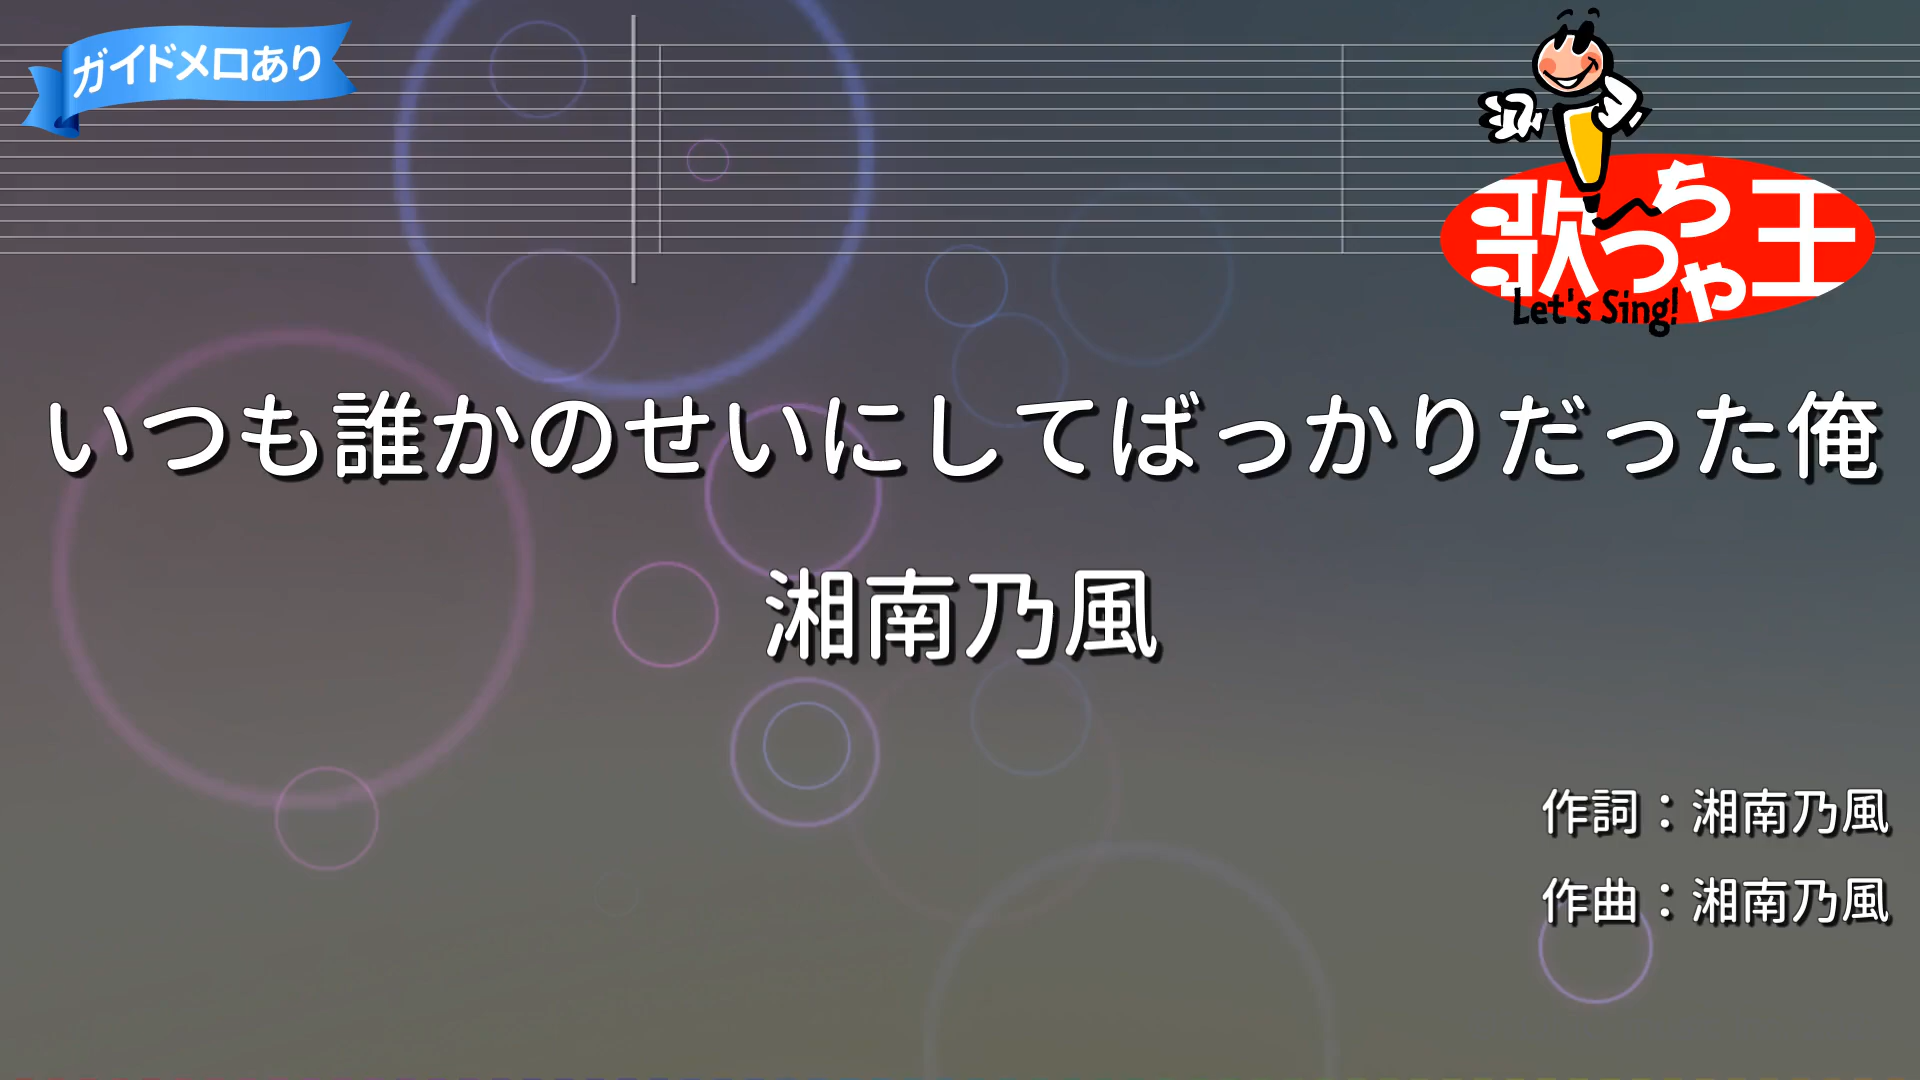 ガイドメロあり
歌っちゃ王
Let's Sing!
いつも誰かのせいにしてばっかりだった俺
湘南乃風
作詞：湘南乃風
作曲：湘南乃風